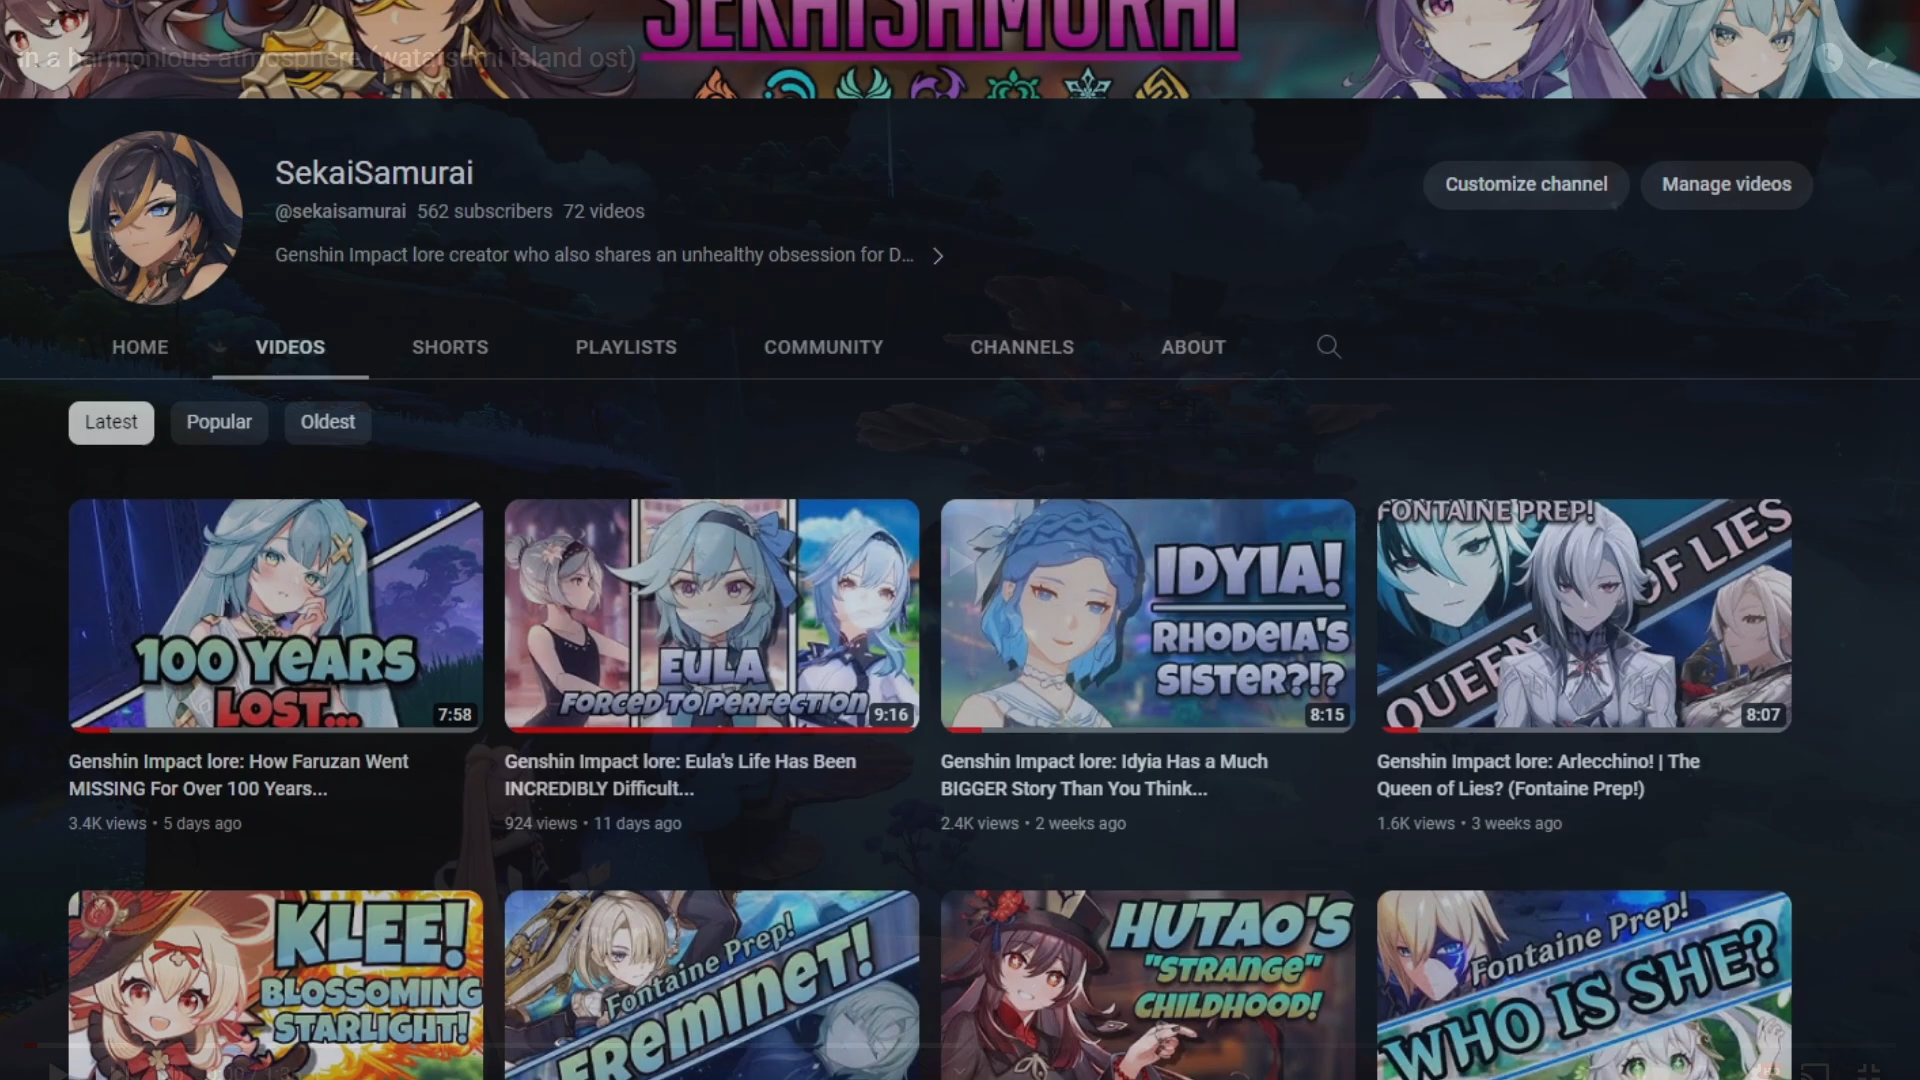 SEKAISAMURAI
in a harmonious atmosphere (watatsumi island ost)
SekaiSamurai
@sekaisamurai 562 subscribers 72 videos
Genshin Impact lore creator who also shares an unhealthy obsession for D...
Customize channel
Manage videos
HOME
VIDEOS
SHORTS
PLAYLISTS
COMMUNITY
CHANNELS
ABOUT
Latest
Popular
Oldest
100 YEARS
LOST...
7:58
Genshin Impact lore: How Faruzan Went
MISSING For Over 100 Years...
3.4K views • 5 days ago
EULA
FORCED TO PERFECTION
9:16
Genshin Impact lore: Eula's Life Has Been
INCREDIBLY Difficult...
924 views • 11 days ago
IDYIA!
RHODEIA'S
SISTER?!?
8:15
Genshin Impact lore: Idyia Has a Much
BIGGER Story Than You Think...
2.4K views • 2 weeks ago
FONTAINE PREP!
QUEEN OF LIES
8:07
Genshin Impact lore: Arlecchino! | The
Queen of Lies? (Fontaine Prep!)
1.6K views • 3 weeks ago
KLEE!
BLOSSOMING
STARLIGHT!
Fontaine Prep!
FREMINET!
HUTAO'S
"STRANGE"
CHILDHOOD!
Fontaine Prep!
WHO IS SHE?